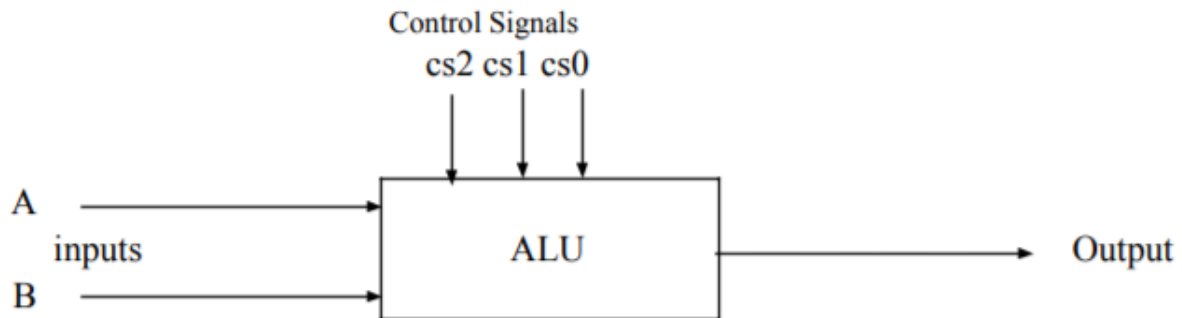 Control Signals
cs2 cs1 cs0
A
inputs
ALU
Output
B